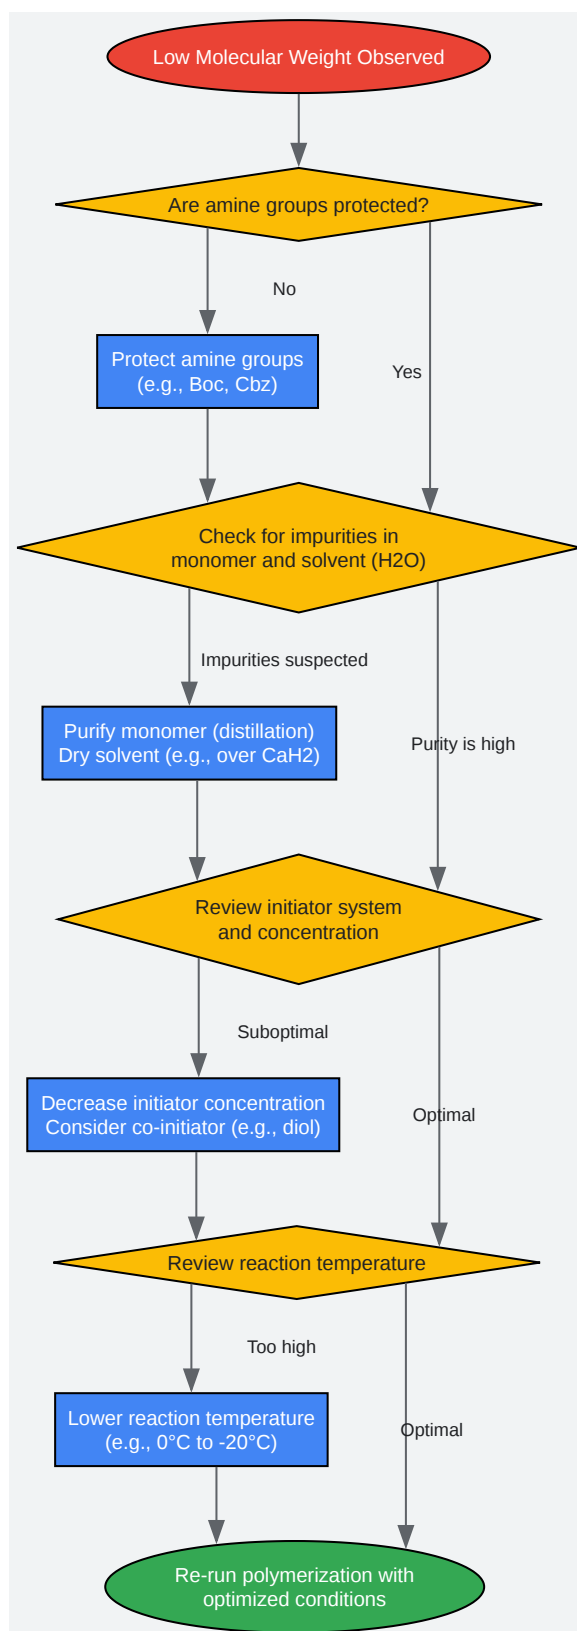 Low Molecular Weight Observed
Are amine groups protected?
No
Protect amine groups
(e.g., Boc, Cbz)
Yes
Check for impurities in
monomer and solvent (H2O)
Impurities suspected
Purify monomer (distillation)
Dry solvent (e.g., over CaH2)
Purity is high
Review initiator system
and concentration
Suboptimal
Decrease initiator concentration
Consider co-initiator (e.g., diol)
Optimal
Review reaction temperature
Too high
Lower reaction temperature
(e.g., 0°C to -20°C)
Optimal
Re-run polymerization with
optimized conditions